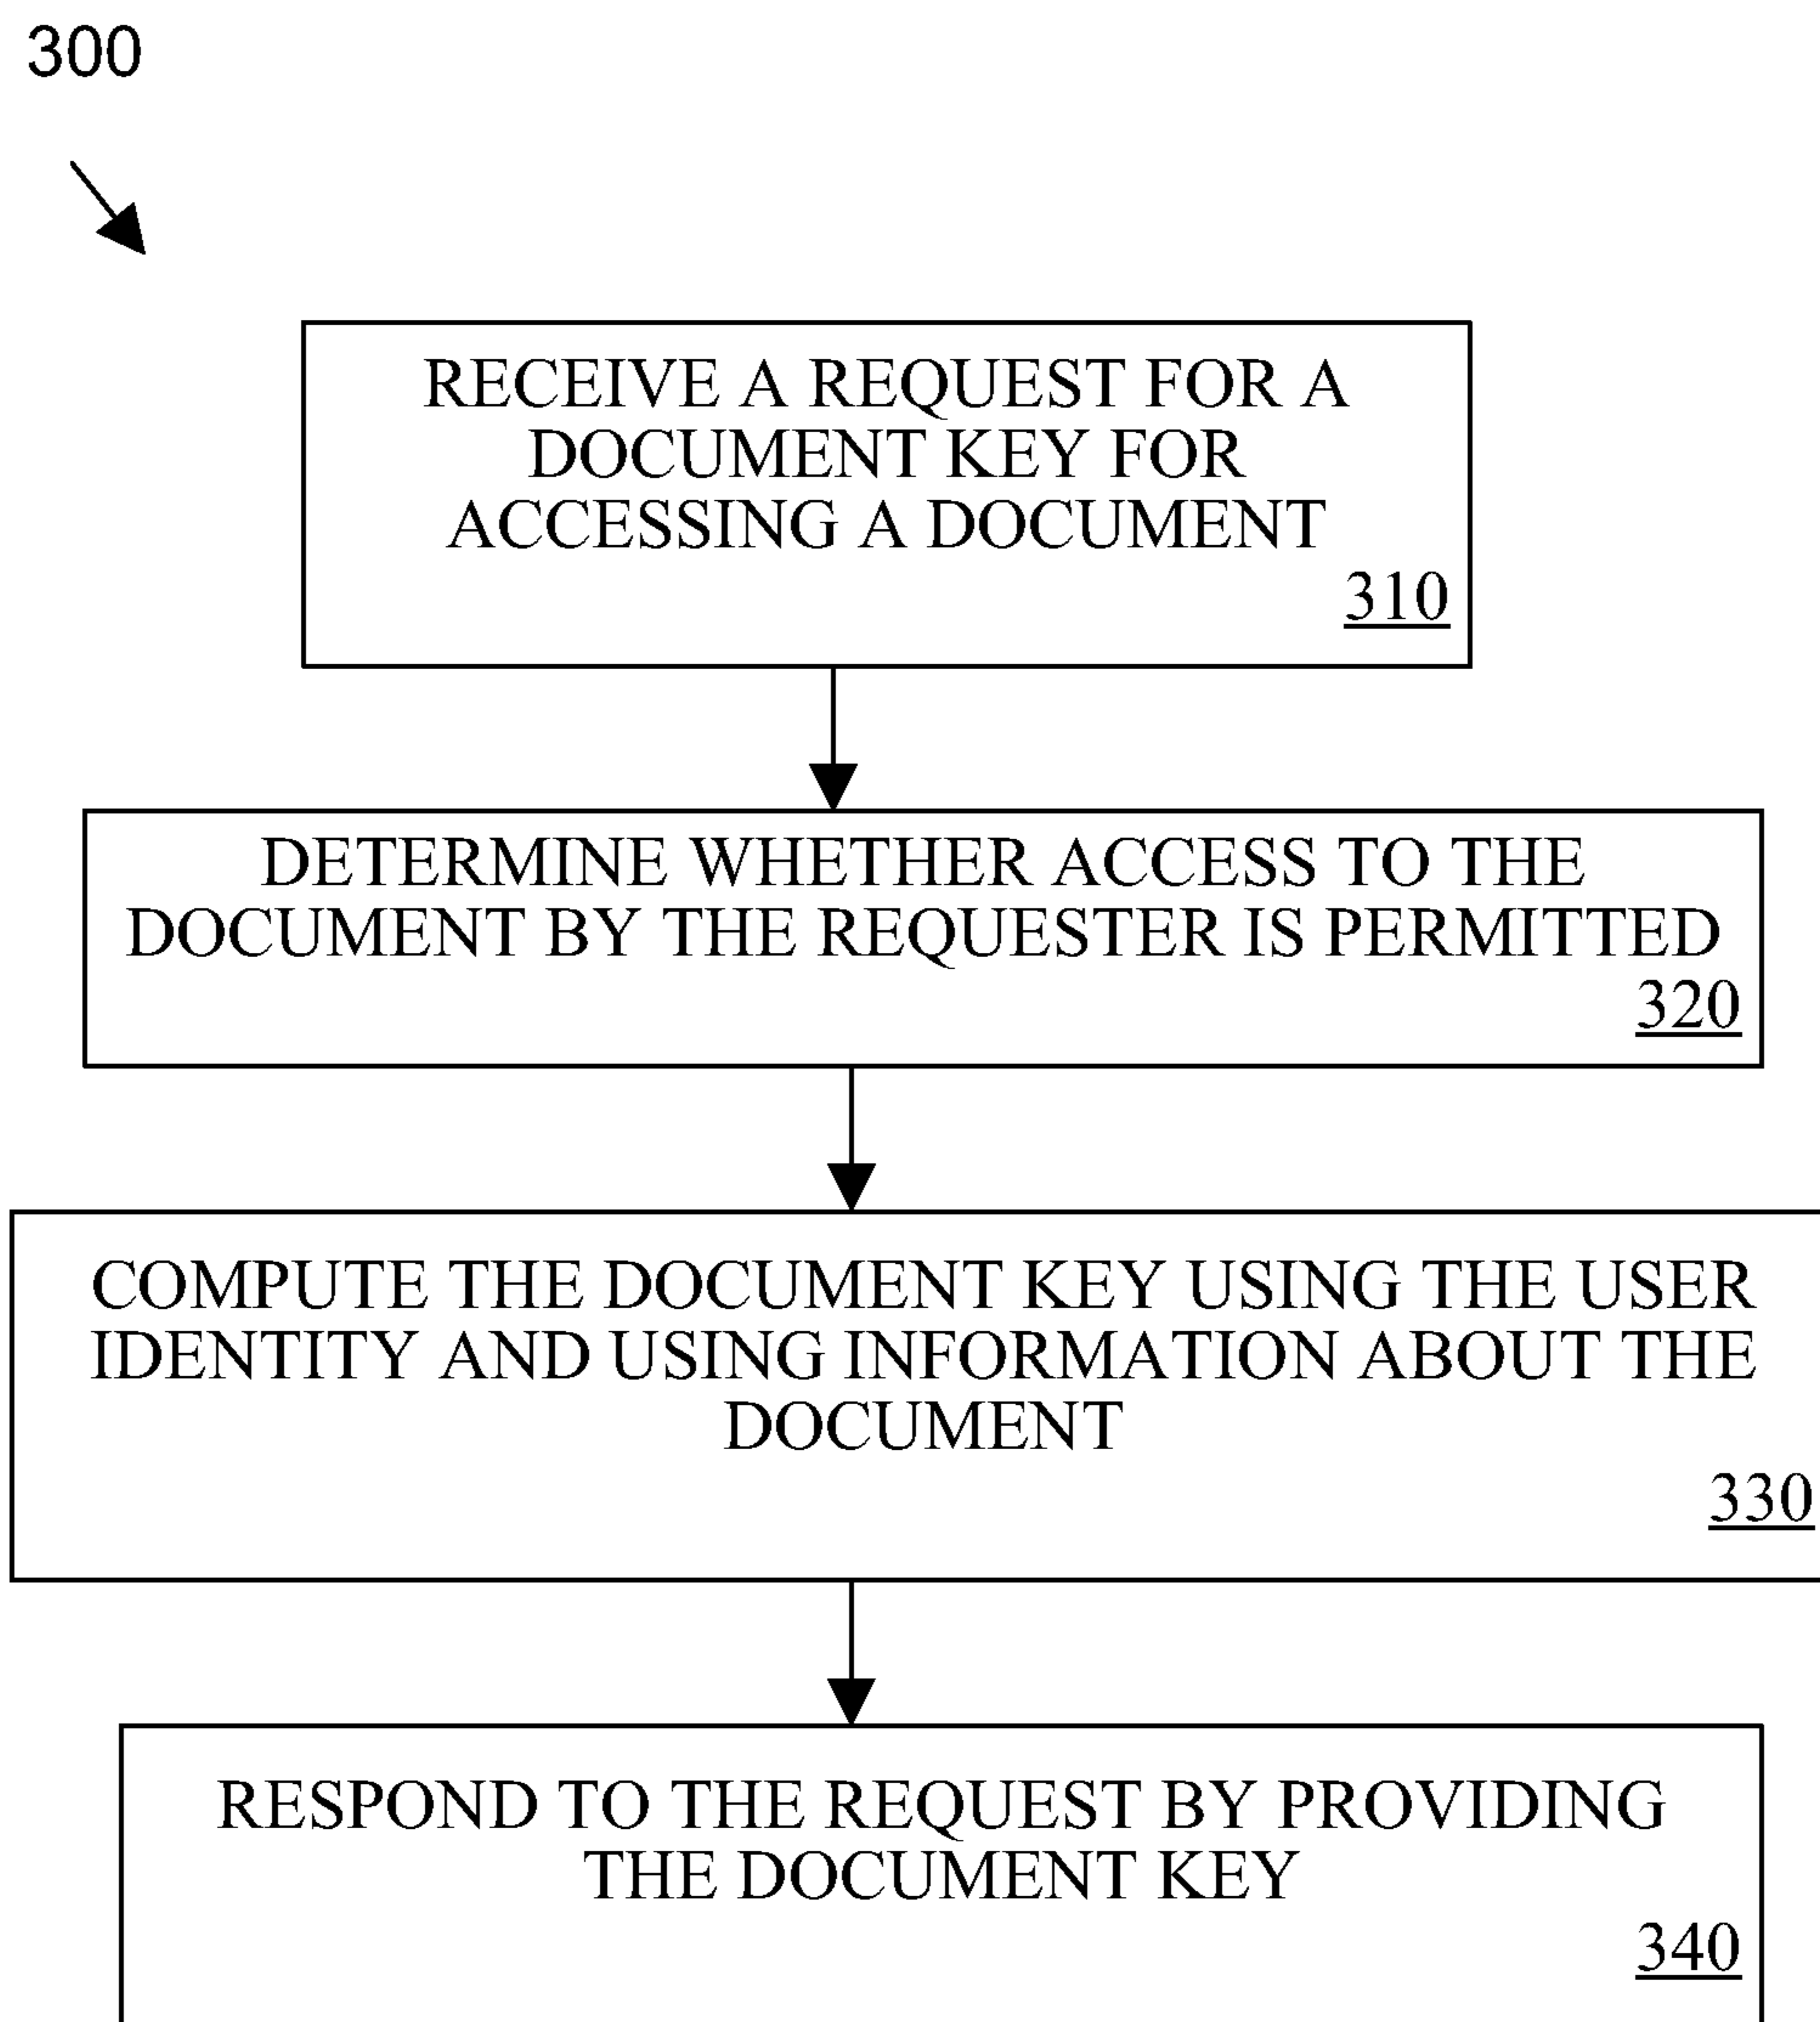 300
RECEIVE A REQUEST FOR A
DOCUMENT KEY FOR
ACCESSING A DOCUMENT
310
DETERMINE WHETHER ACCESS TO THE
DOCUMENT BY THE REQUESTER IS PERMITTED
320
COMPUTE THE DOCUMENT KEY USING THE USER
IDENTITY AND USING INFORMATION ABOUT THE
DOCUMENT
330
RESPOND TO THE REQUEST BY PROVIDING
THE DOCUMENT KEY
340